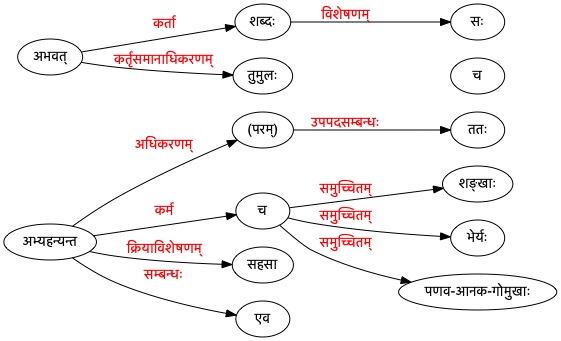 कर्ता
शब्दः
विशेषणम्
सः
अभवत्
कर्तृसमानाधिकरणम्
तुमुलः
च
अधिकरणम्
(परम्)
उपपदसम्बन्धः
ततः
समुच्चितम्
शङ्खाः
कर्म
च
समुच्चितम्
भेर्यः
अभ्यहन्यन्त
क्रियाविशेषणम्
सहसा
समुच्चितम्
सम्बन्धः
पणव-आनक-गोमुखाः
एव